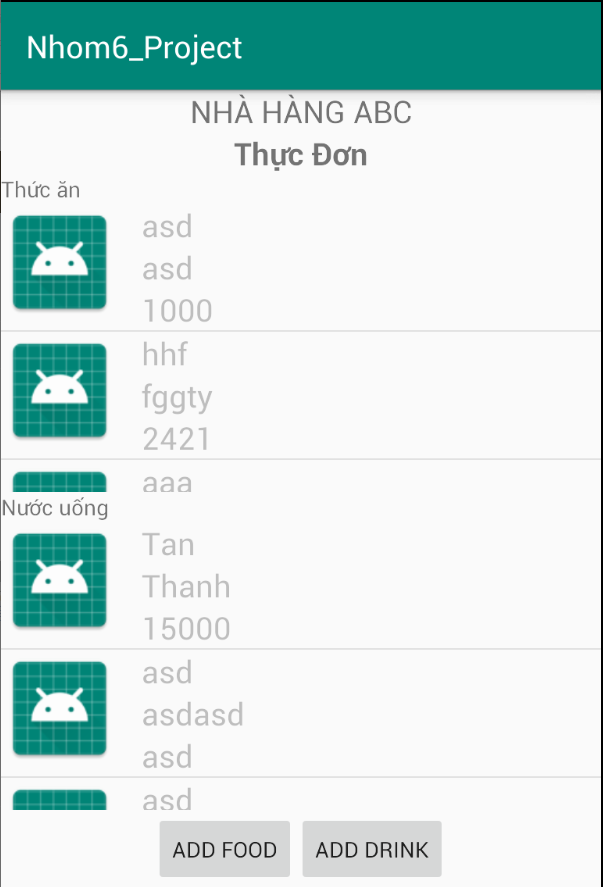 Nhom6_Project
NHÀ HÀNG ABC
Thực Đơn
Thức ăn
asd
asd
1000
hhf
fggty
2421
aaa
Nước uống
Tan
Thanh
15000
asd
asdasd
asd
asd
ADD FOOD ADD DRINK